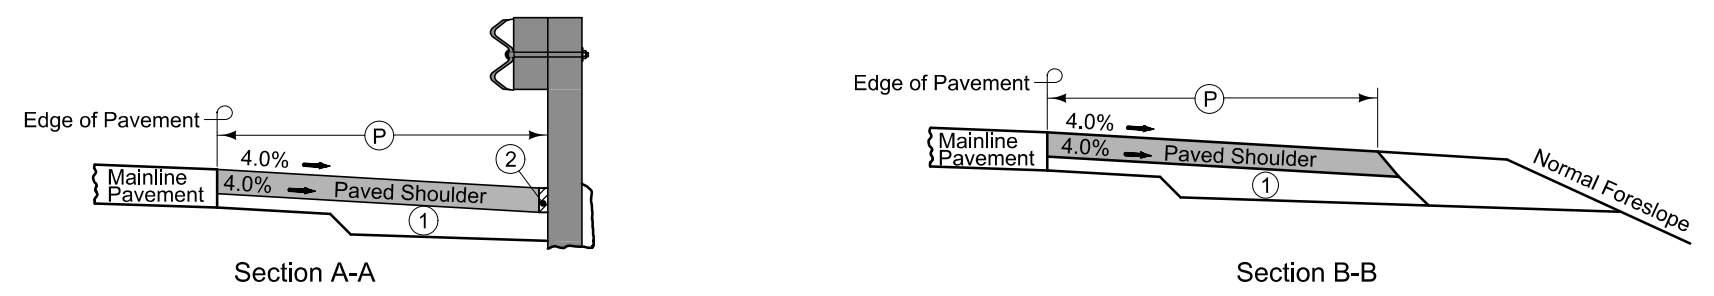 Edge of Pavement
P
2
4.0%
Mainline
Pavement
4.0%
Paved Shoulder
1
Section A-A
Edge of Pavement
P
4.0%
Mainline
Pavement
4.0%
Paved Shoulder
1
Normal Foreslope
Section B-B